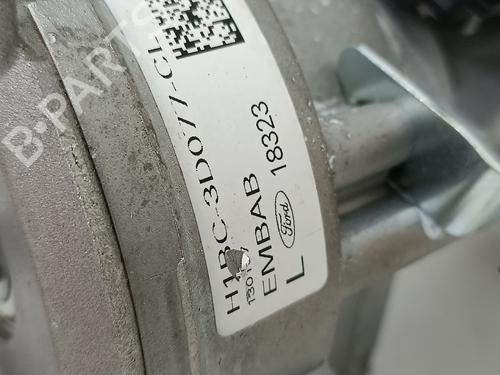 B-PARTS
H1BC-3D077-CL
EMBAB 18323
L Ford